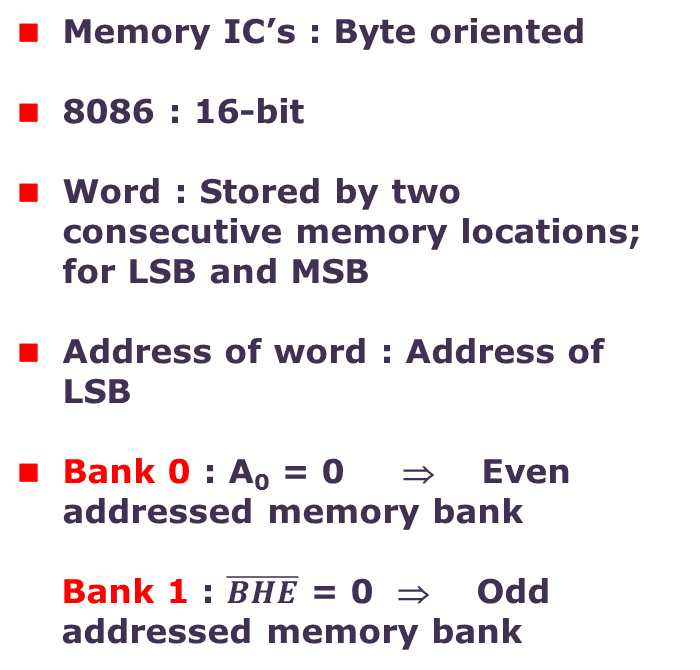 ■ Memory IC’s : Byte oriented
■ 8086 : 16-bit
■ Word : Stored by two
consecutive memory locations;
for LSB and MSB
■ Address of word : Address of
LSB
■ Bank 0 : A₀ = 0 ⇒ Even
addressed memory bank
Bank 1 : B̅H̅E̅ = 0 ⇒ Odd
addressed memory bank